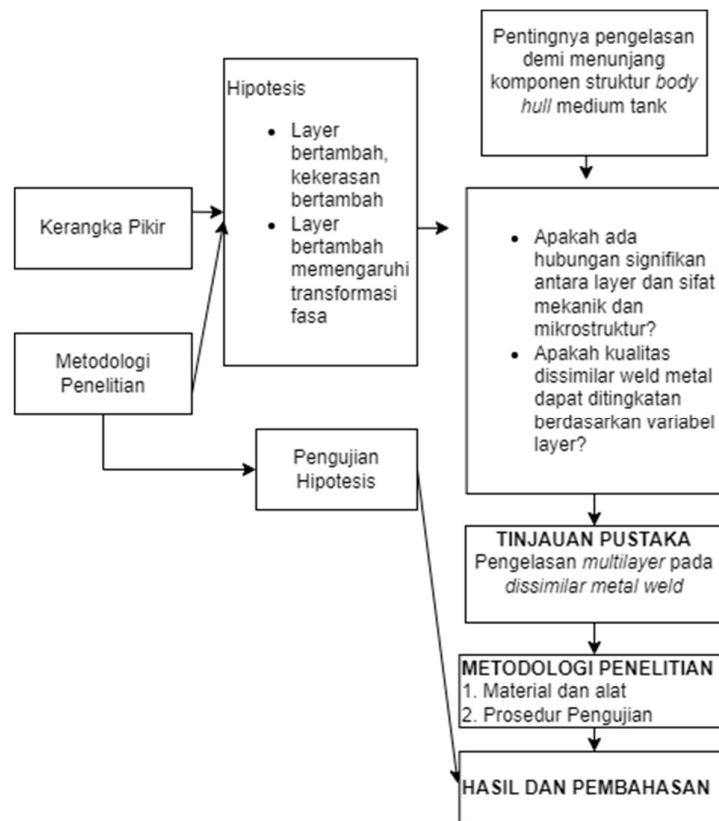 Pentingnya pengelasan
demi menunjang
komponen struktur body
hull medium tank
Hipotesis
• Layer
bertambah,
kekerasan
bertambah
• Layer
bertambah
memengaruhi
transformasi
fasa
Kerangka Pikir
Metodologi
Penelitian
• Apakah ada
hubungan signifikan
antara layer dan sifat
mekanik dan
mikrostruktur?
• Apakah kualitas
dissimilar weld metal
dapat ditingkatan
berdasarkan variabel
layer?
Pengujian
Hipotesis
TINJAUAN PUSTAKA
Pengelasan multilayer pada
dissimilar metal weld
METODOLOGI PENELITIAN
1. Material dan alat
2. Prosedur Pengujian
HASIL DAN PEMBAHASAN